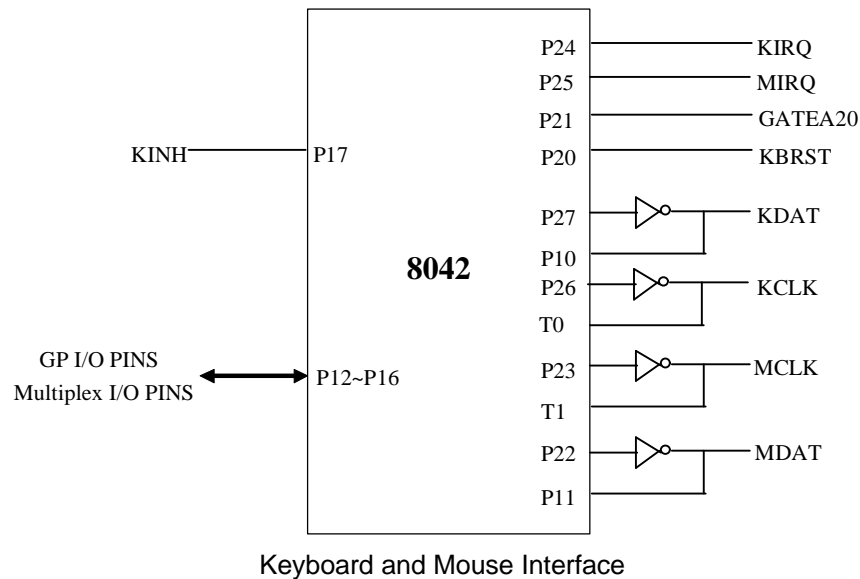 P24 KIRQ
P25 MIRQ
P21 GATEA20
KINH P17 P20 KBRST
P27 KDAT
8042 P10
P26 KCLK
T0
GP I/O PINS
Multiplex I/O PINS
P12~P16
P23 MCLK
T1
P22 MDAT
P11
Keyboard and Mouse Interface